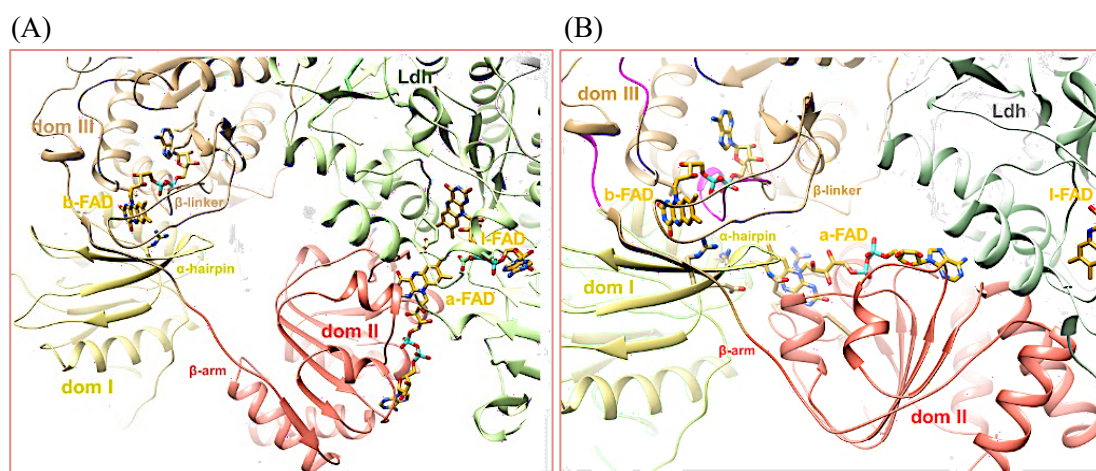 (A)
(B)
Ldh
dom III
b-FAD
β-linker
α-hairpin
l-FAD
a-FAD
dom II
dom I
β-arm
dom III
Ldh
b-FAD
β-linker
l-FAD
α-hairpin
a-FAD
dom I
β-arm
dom II